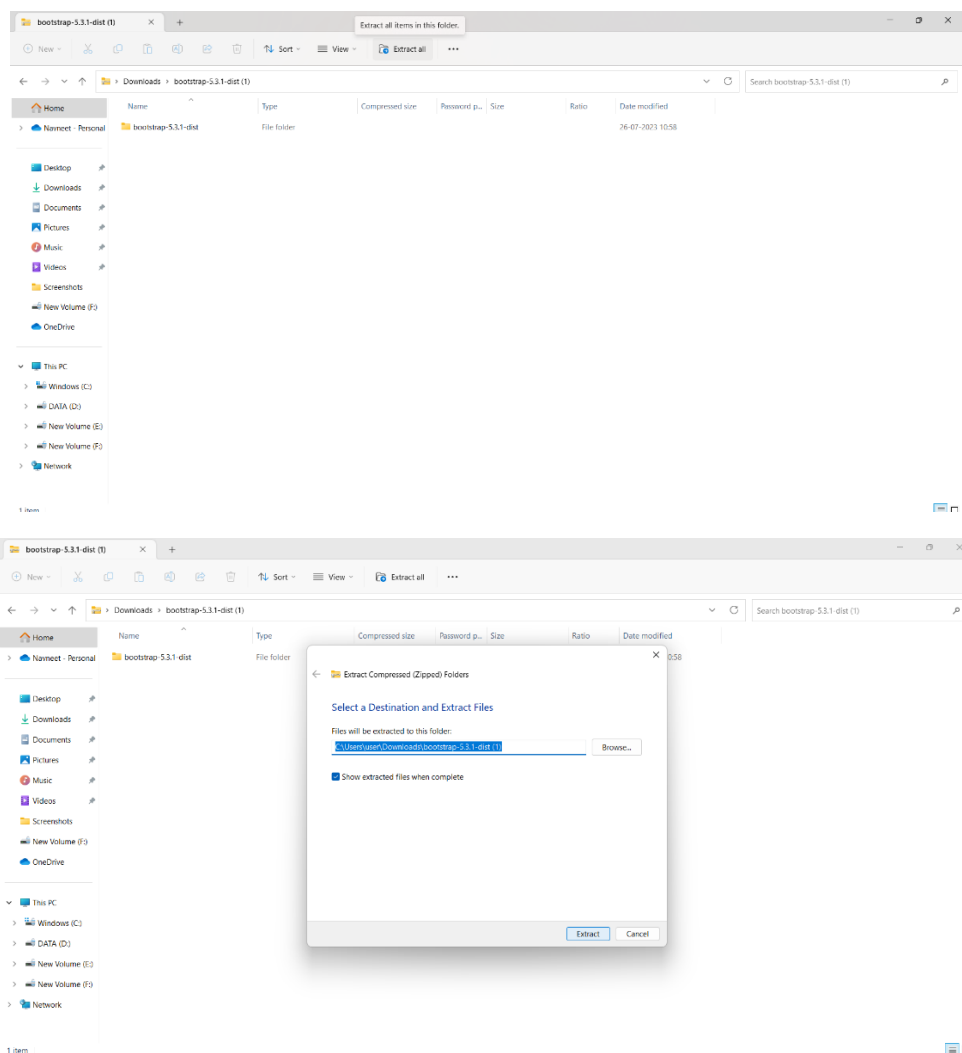 bootstrap-5.3.1-dist (1)
Extract all items in this folder.
New
Sort
View
Extract all
Downloads > bootstrap-5.3.1-dist (1)
Search bootstrap-5.3.1-dist (1)
Home
Name
Type
Compressed size
Password p...
Size
Ratio
Date modified
Navneet - Personal
bootstrap-5.3.1-dist
File folder
26-07-2023 10:58
Desktop
Downloads
Documents
Pictures
Music
Videos
Screenshots
New Volume (F:)
OneDrive
This PC
Windows (C:)
DATA (D:)
New Volume (E:)
New Volume (F:)
Network
1 item
bootstrap-5.3.1-dist (1)
New
Sort
View
Extract all
Downloads > bootstrap-5.3.1-dist (1)
Search bootstrap-5.3.1-dist (1)
Home
Name
Type
Compressed size
Password p...
Size
Ratio
Date modified
Navneet - Personal
bootstrap-5.3.1-dist
File folder
0:58
Extract Compressed (Zipped) Folders
Select a Destination and Extract Files
Files will be extracted to this folder:
C:\Users\user\Downloads\bootstrap-5.3.1-dist (1)
Browse...
Show extracted files when complete
Extract
Cancel
Desktop
Downloads
Documents
Pictures
Music
Videos
Screenshots
New Volume (F:)
OneDrive
This PC
Windows (C:)
DATA (D:)
New Volume (E:)
New Volume (F:)
Network
1 item